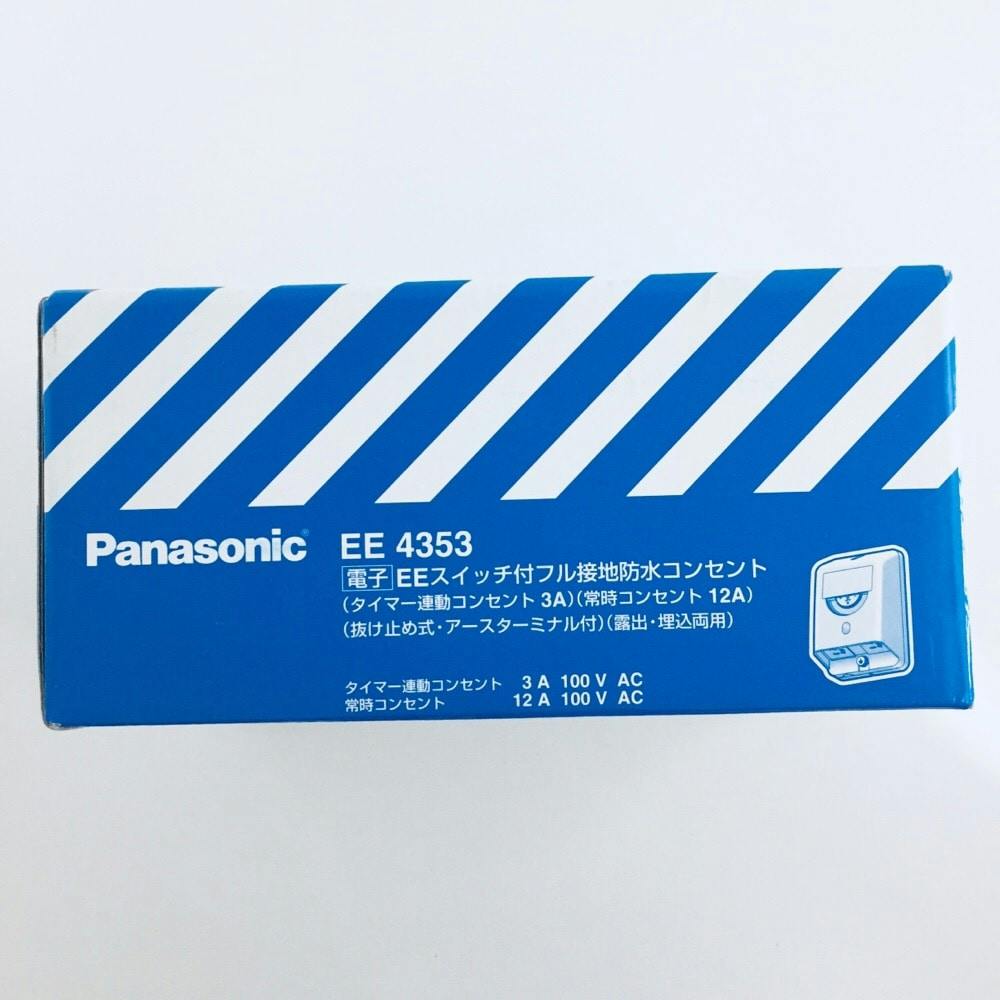 Panasonic EE 4353
電子 EEスイッチ付フル接地防水コンセント
(タイマー連動コンセント 3A)(常時コンセント 12A)
(抜け止め式・アースターミナル付)(露出・埋込両用)
タイマー連動コンセント 3 A 100 V AC
常時コンセント 12 A 100 V AC